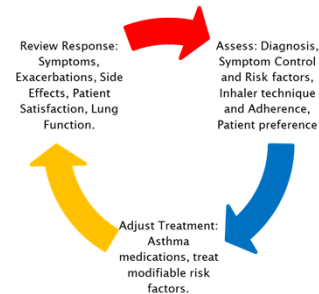 Review Response:
Symptoms,
Exacerbations, Side
Effects, Patient
Satisfaction, Lung
Function.
Assess: Diagnosis,
Symptom Control
and Risk factors,
Inhaler technique
and Adherence,
Patient preference
Adjust Treatment:
Asthma
medications, treat
modifiable risk
factors.